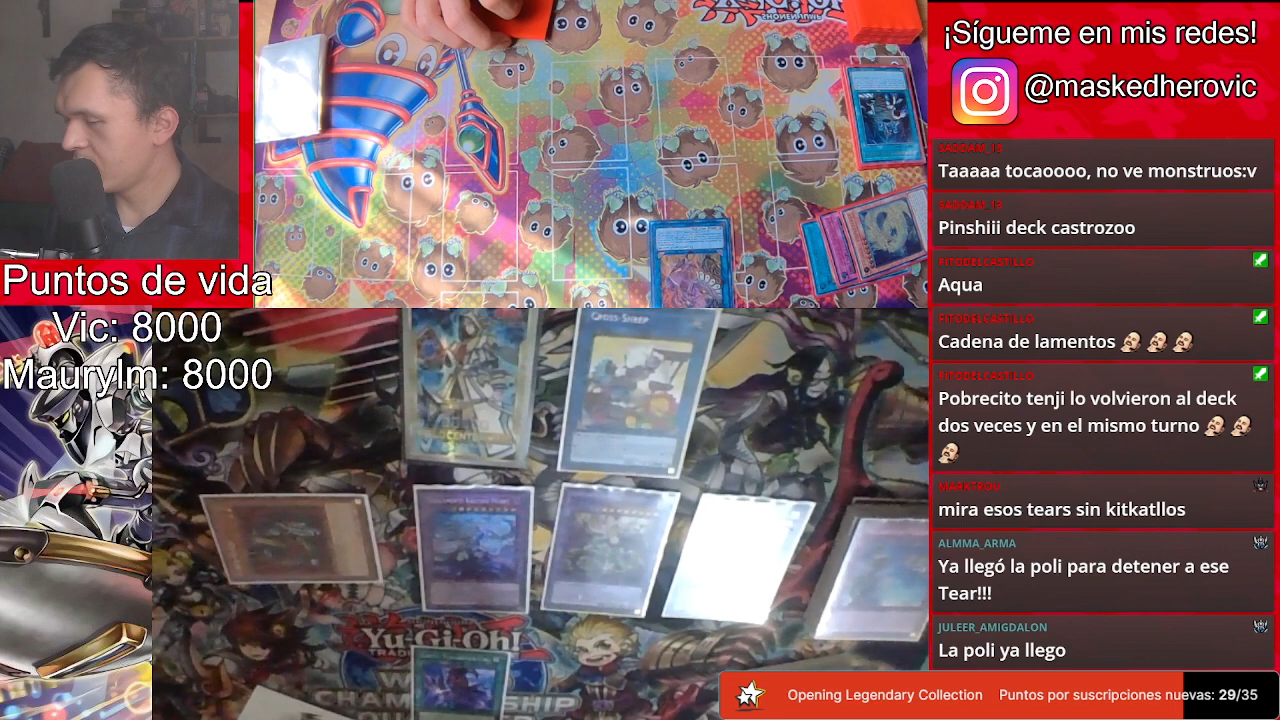 ¡Sígueme en mis redes!
@maskedherovic
SADDAM_13
Taaaaa tocaoooo, no ve monstruos:v
SADDAM_13
Pinshiii deck castrozoo
FITODELCASTILLO
Aqua
FITODELCASTILLO
Cadena de lamentos
FITODELCASTILLO
Pobrecito tenji lo volvieron al deck
dos veces y en el mismo turno
MARKTROU
mira esos tears sin kitkatllos
ALMMA_ARMA
Ya llegó la poli para detener a ese
Tear!!!
JULEER_AMIGDALON
La poli ya llego
Opening Legendary Collection Puntos por suscripciones nuevas: 29/35
Puntos de vida
Vic: 8000
Maurylm: 8000
Cross-Sheep
Yu-Gi-Oh!